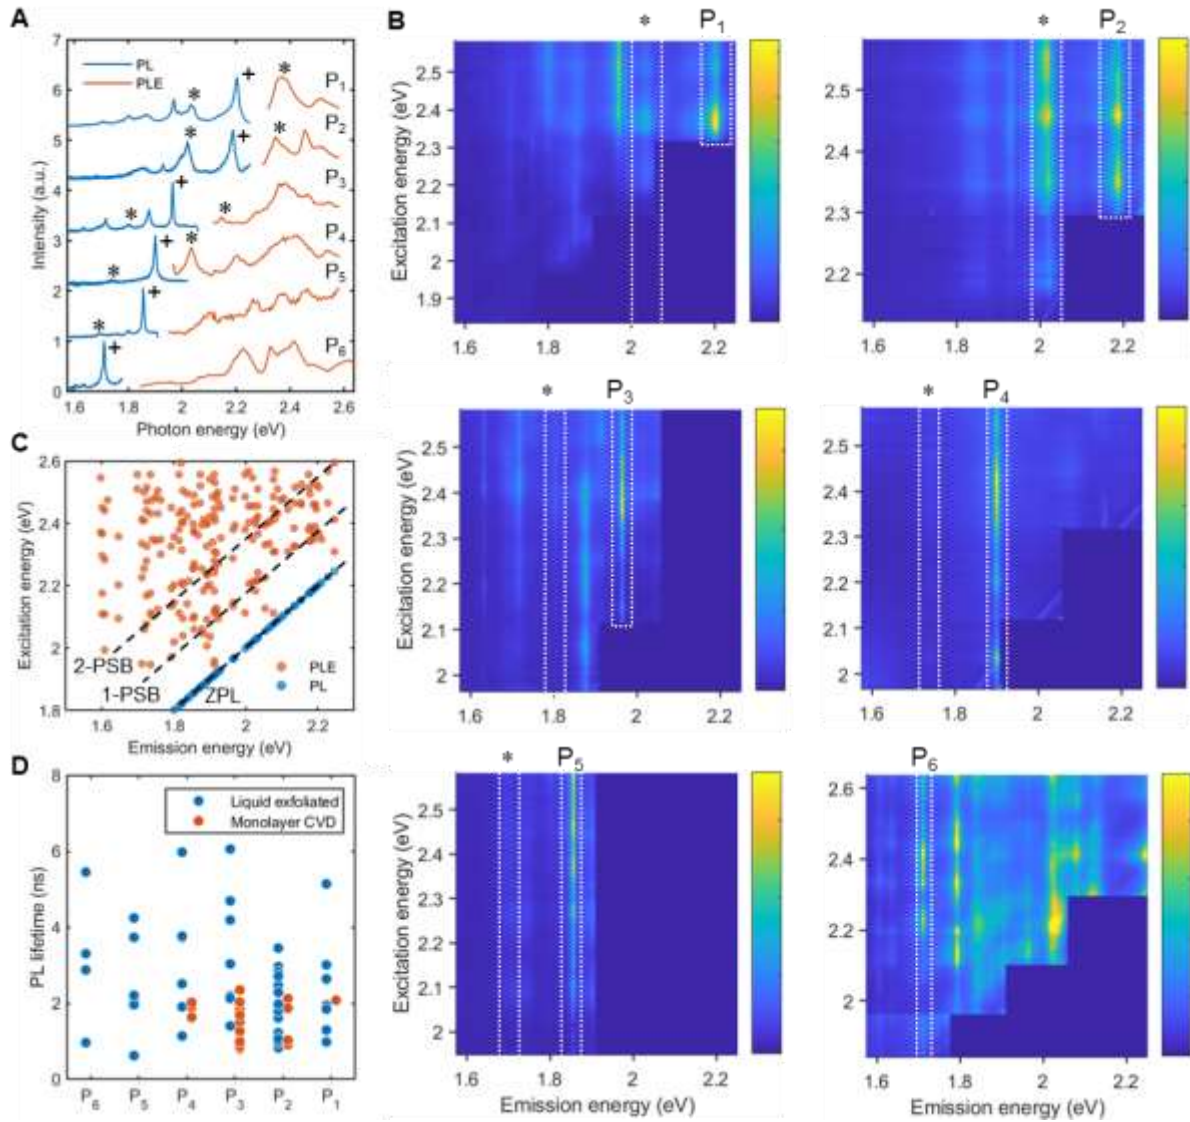 A
PL
PLE
7
6
5
4
3
2
1
0
Intensity (a.u.)
* + * P1
* + * P2
* + * P3
* + * P4
* + P5
+ P6
1.6 1.8 2 2.2 2.4 2.6
Photon energy (eV)
B
* P1
2.5
2.4
2.3
2.2
2.1
2
1.9
Excitation energy (eV)
1.6 2 2.2
* P2
2.5
2.4
2.3
2.2
Excitation energy (eV)
1.6 1.8 2 2.2
* P3
2.5
2.4
2.3
2.2
2.1
2
Excitation energy (eV)
1.6 1.8 2 2.2
* P4
2.5
2.4
2.3
2.2
2.1
2
Excitation energy (eV)
1.6 1.8 2 2.2
* P5
2.5
2.4
2.3
2.2
2.1
2
Excitation energy (eV)
1.6 1.8 2 2.2
Emission energy (eV)
P6
2.6
2.4
2.2
2
Excitation energy (eV)
1.6 1.8 2 2.2
Emission energy (eV)
C
2.6
2.4
2.2
2
1.8
Excitation energy (eV)
2-PSB
1-PSB
ZPL
PLE
PL
1.6 1.8 2 2.2
Emission energy (eV)
D
8
6
4
2
0
PL lifetime (ns)
Liquid exfoliated
Monolayer CVD
P6 P5 P4 P3 P2 P1